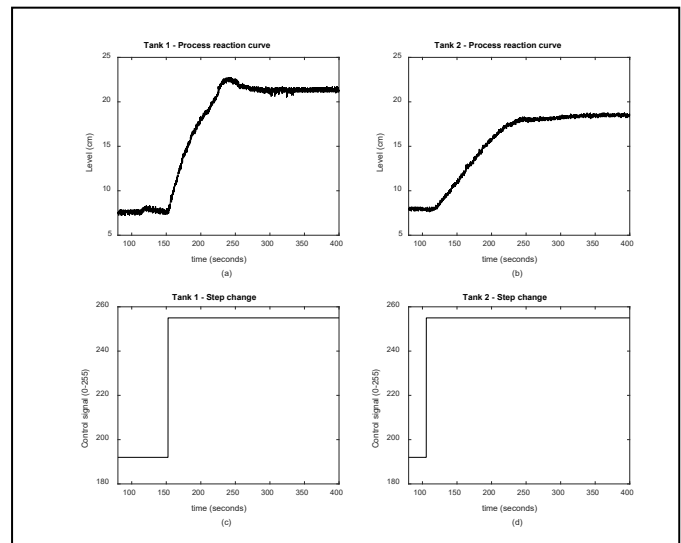 Tank 1 - Process reaction curve
25
20
15
10
5
Level (cm)
100 150 200 250 300 350 400
time (seconds)
(a)
Tank 2 - Process reaction curve
25
20
15
10
5
Level (cm)
100 150 200 250 300 350 400
time (seconds)
(b)
Tank 1 - Step change
260
240
220
200
180
Control signal (0-255)
100 150 200 250 300 350 400
time (seconds)
(c)
Tank 2 - Step change
260
240
220
200
180
Control signal (0-255)
100 150 200 250 300 350 400
time (seconds)
(d)